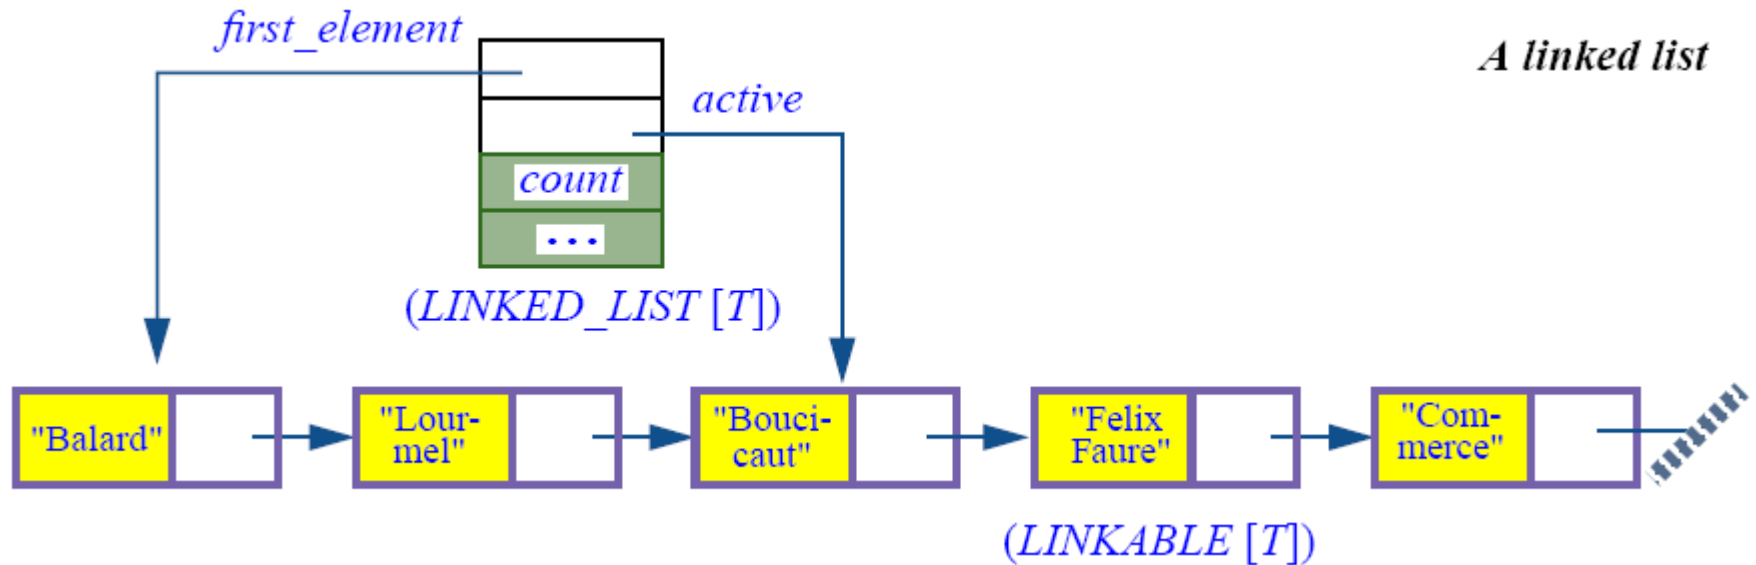 first_element
A linked list
active
count
...
(LINKED_LIST [T])
"Balard"
"Lour-
mel"
"Bouci-
caut"
"Felix
Faure"
"Com-
merce"
(LINKABLE [T])